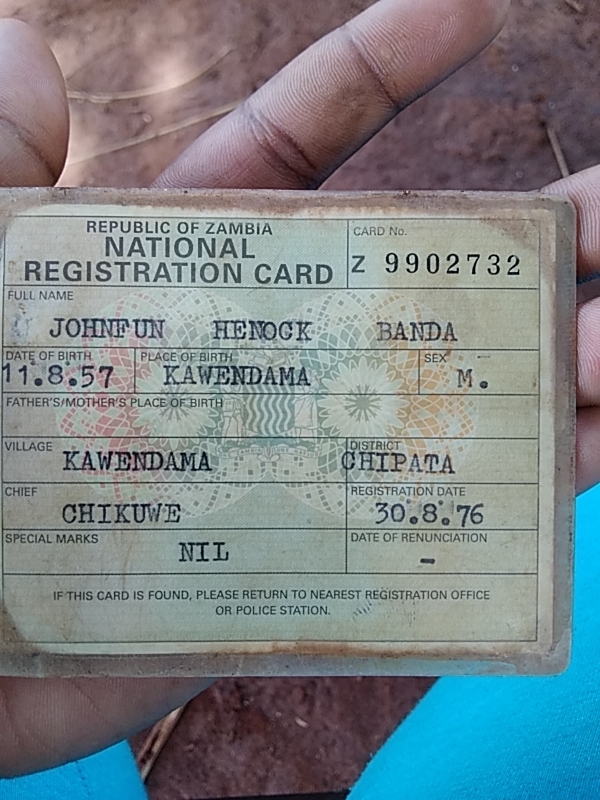 REPUBLIC OF ZAMBIA
NATIONAL
REGISTRATION CARD
CARD No.
Z 9902732
FULL NAME
JOHNFUN HENOCK BANDA
DATE OF BIRTH PLACE OF BIRTH SEX
11.8.57 KAWENDAMA M.
FATHER'S/MOTHER'S PLACE OF BIRTH
VILLAGE DISTRICT
KAWENDAMA CHIPATA
CHIEF REGISTRATION DATE
CHIKUWE 30.8.76
SPECIAL MARKS DATE OF RENUNCIATION
NIL –
IF THIS CARD IS FOUND, PLEASE RETURN TO NEAREST REGISTRATION OFFICE
OR POLICE STATION.